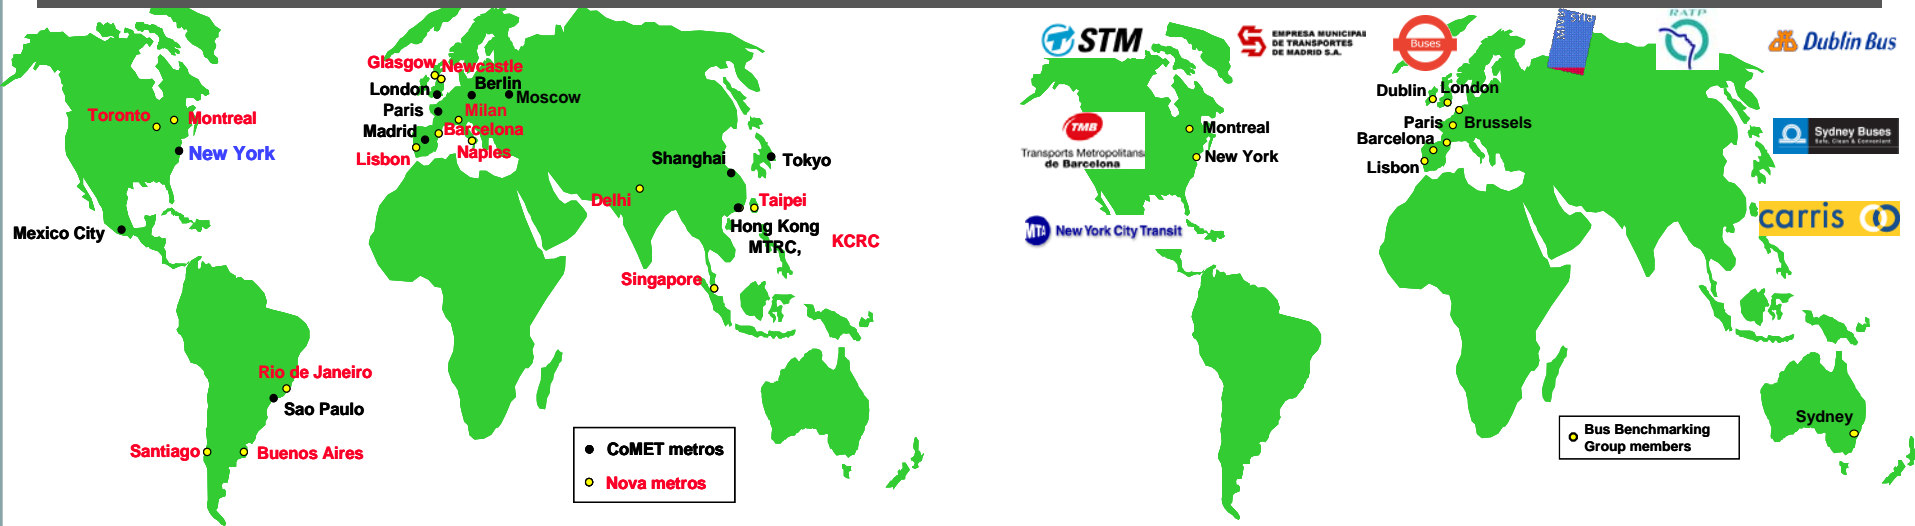 Glasgow
Newcastle
London
Berlin
Moscow
Paris
Milan
Madrid
Barcelona
Lisbon
Naples
Toronto
Montreal
New York
Mexico City
Shanghai
Tokyo
Delhi
Taipei
Hong Kong
MTRC,
KCRC
Singapore
Rio de Janeiro
Sao Paulo
Santiago
Buenos Aires
CoMET metros
Nova metros
STM
EMPRESA MUNICIPAL
DE TRANSPORTES
DE MADRID S.A.
Buses
RATP
Dublin Bus
TMB
Transports Metropolitans
de Barcelona
MTA New York City Transit
Montreal
New York
Dublin
London
Paris
Brussels
Barcelona
Lisbon
Sydney Buses
Safe, Clean & Convenient
carris
Sydney
Bus Benchmarking
Group members